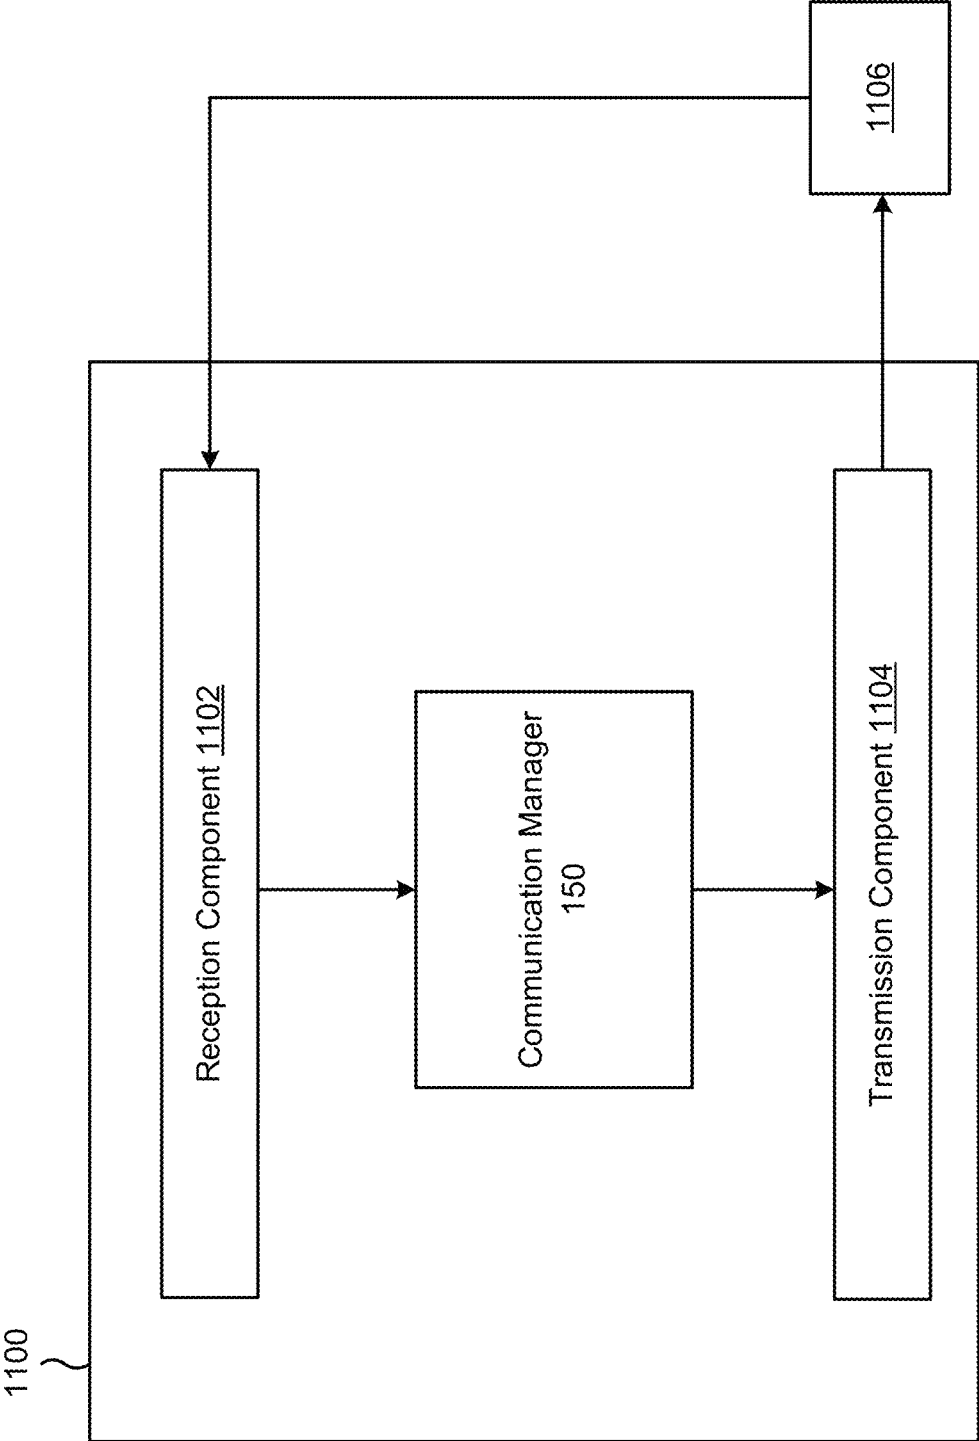 1100
Reception Component 1102
Communication Manager
150
Transmission Component 1104
1106